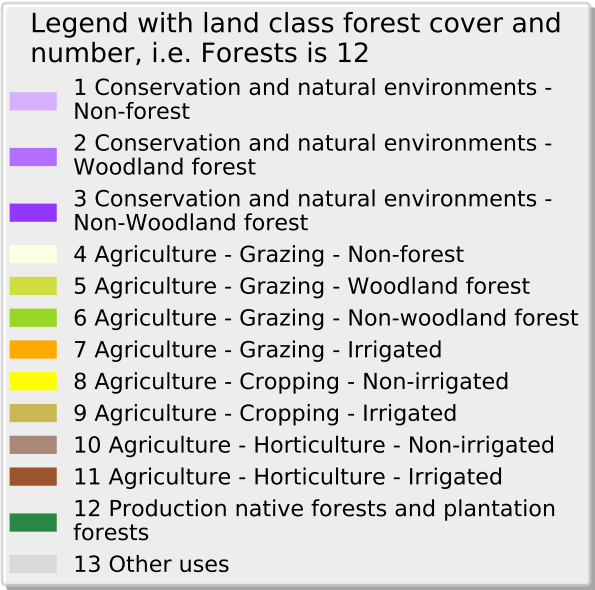 Legend with land class forest cover and
number, i.e. Forests is 12
1 Conservation and natural environments -
Non-forest
2 Conservation and natural environments -
Woodland forest
3 Conservation and natural environments -
Non-Woodland forest
4 Agriculture - Grazing - Non-forest
5 Agriculture - Grazing - Woodland forest
6 Agriculture - Grazing - Non-woodland forest
7 Agriculture - Grazing - Irrigated
8 Agriculture - Cropping - Non-irrigated
9 Agriculture - Cropping - Irrigated
10 Agriculture - Horticulture - Non-irrigated
11 Agriculture - Horticulture - Irrigated
12 Production native forests and plantation
forests
13 Other uses